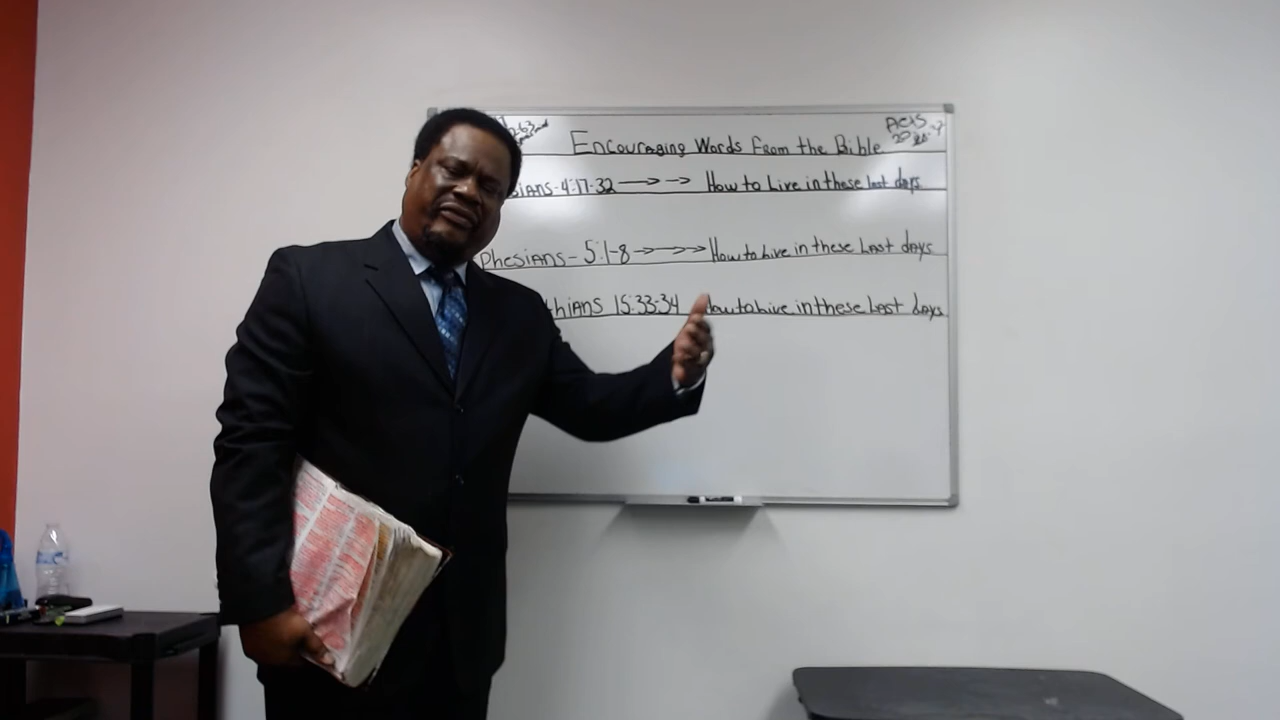 Encouraging Words From the Bible
Acts
sians-4:17-32 →→ How to Live in these last days
Phesians-5:1-8 →→→ How to Live in these Last days
thians 15:33-34 How to Live in these Last days